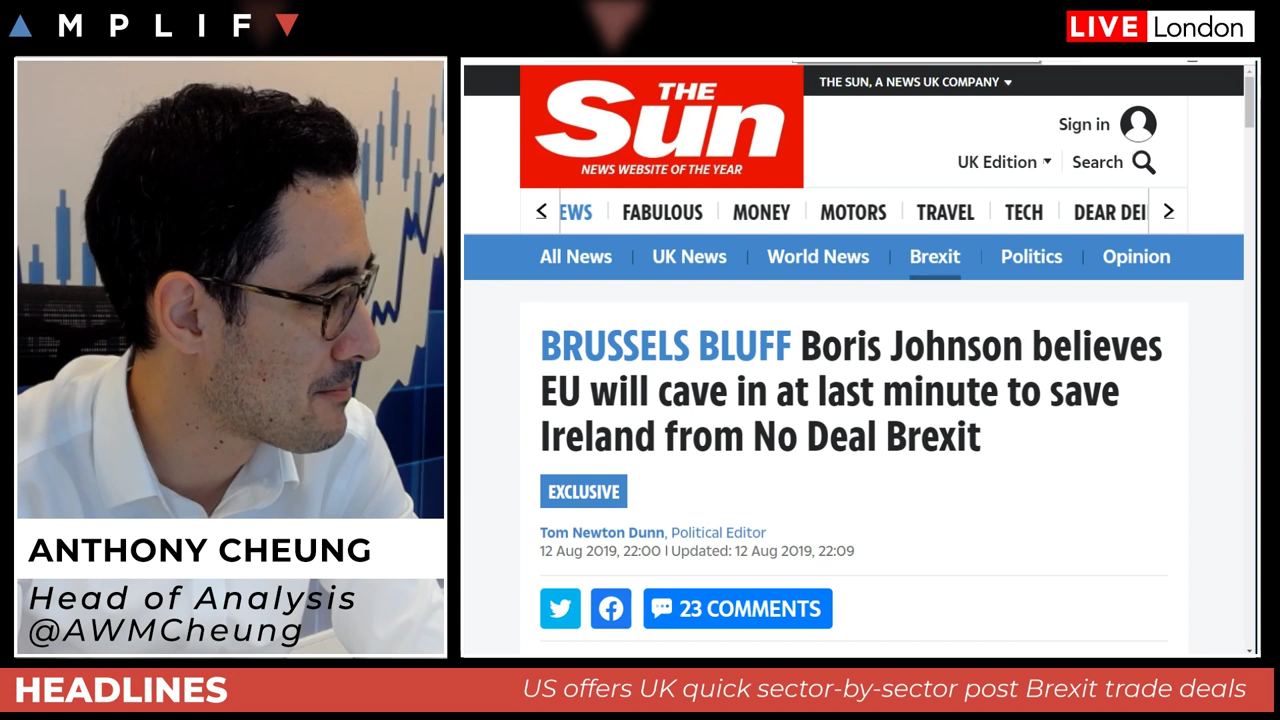 MPLIF
LIVE London
THE SUN, A NEWS UK COMPANY
THE
Sun
NEWS WEBSITE OF THE YEAR
Sign in
UK Edition
Search
EWS
FABULOUS
MONEY
MOTORS
TRAVEL
TECH
DEAR DEI
All News
UK News
World News
Brexit
Politics
Opinion
BRUSSELS BLUFF Boris Johnson believes
EU will cave in at last minute to save
Ireland from No Deal Brexit
EXCLUSIVE
Tom Newton Dunn, Political Editor
12 Aug 2019, 22:00 | Updated: 12 Aug 2019, 22:09
23 COMMENTS
ANTHONY CHEUNG
Head of Analysis
@AWMCheung
HEADLINES
US offers UK quick sector-by-sector post Brexit trade deals